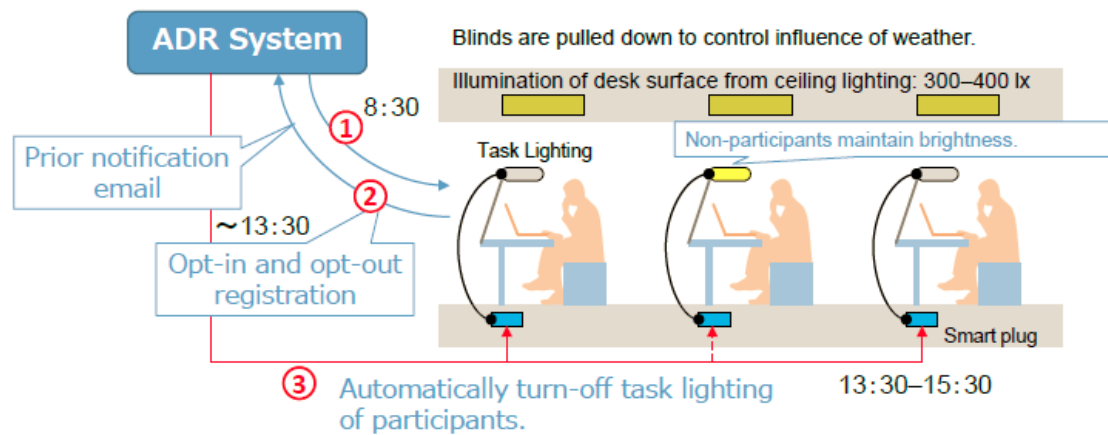 ADR System
Blinds are pulled down to control influence of weather.
Illumination of desk surface from ceiling lighting: 300–400 lx
① 8:30
Prior notification
email
Task Lighting
Non-participants maintain brightness.
②
～13:30
Opt-in and opt-out
registration
Smart plug
③ Automatically turn-off task lighting
of participants.
13:30–15:30